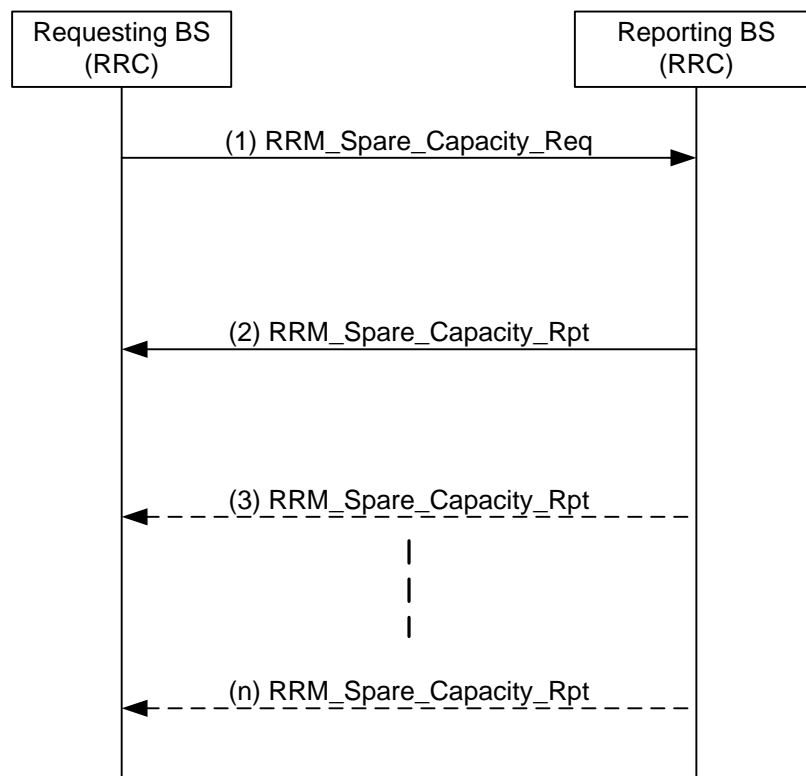 Requesting BS
(RRC)
Reporting BS
(RRC)
(1) RRM_Spare_Capacity_Req
(2) RRM_Spare_Capacity_Rpt
(3) RRM_Spare_Capacity_Rpt
(n) RRM_Spare_Capacity_Rpt